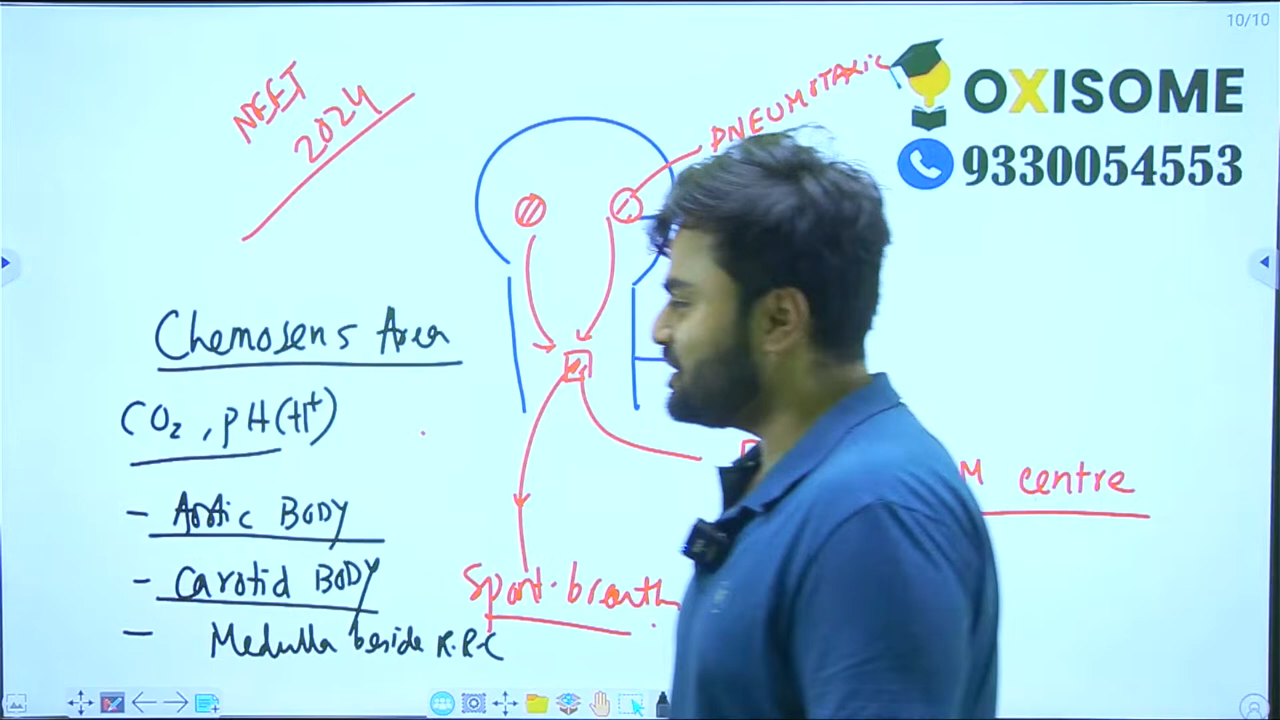 10/10
NEET
2024
PNEUMOTAXIC
OXISOME
9330054553
Chemosens Area
CO₂, pH(H⁺)
- Aortic BODY
- Carotid BODY
- Medulla beside R.R.C
M centre
Spont. breath